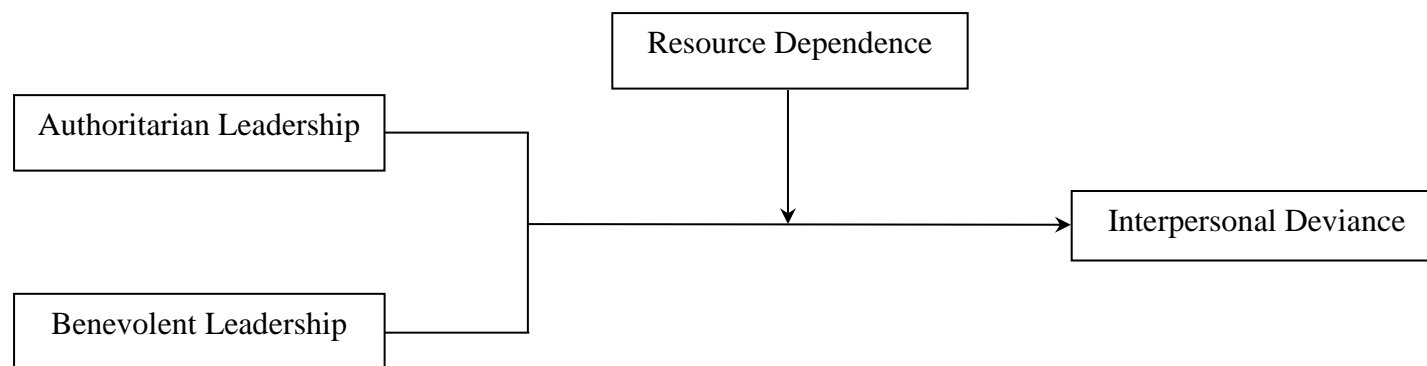 Resource Dependence
Authoritarian Leadership
Interpersonal Deviance
Benevolent Leadership